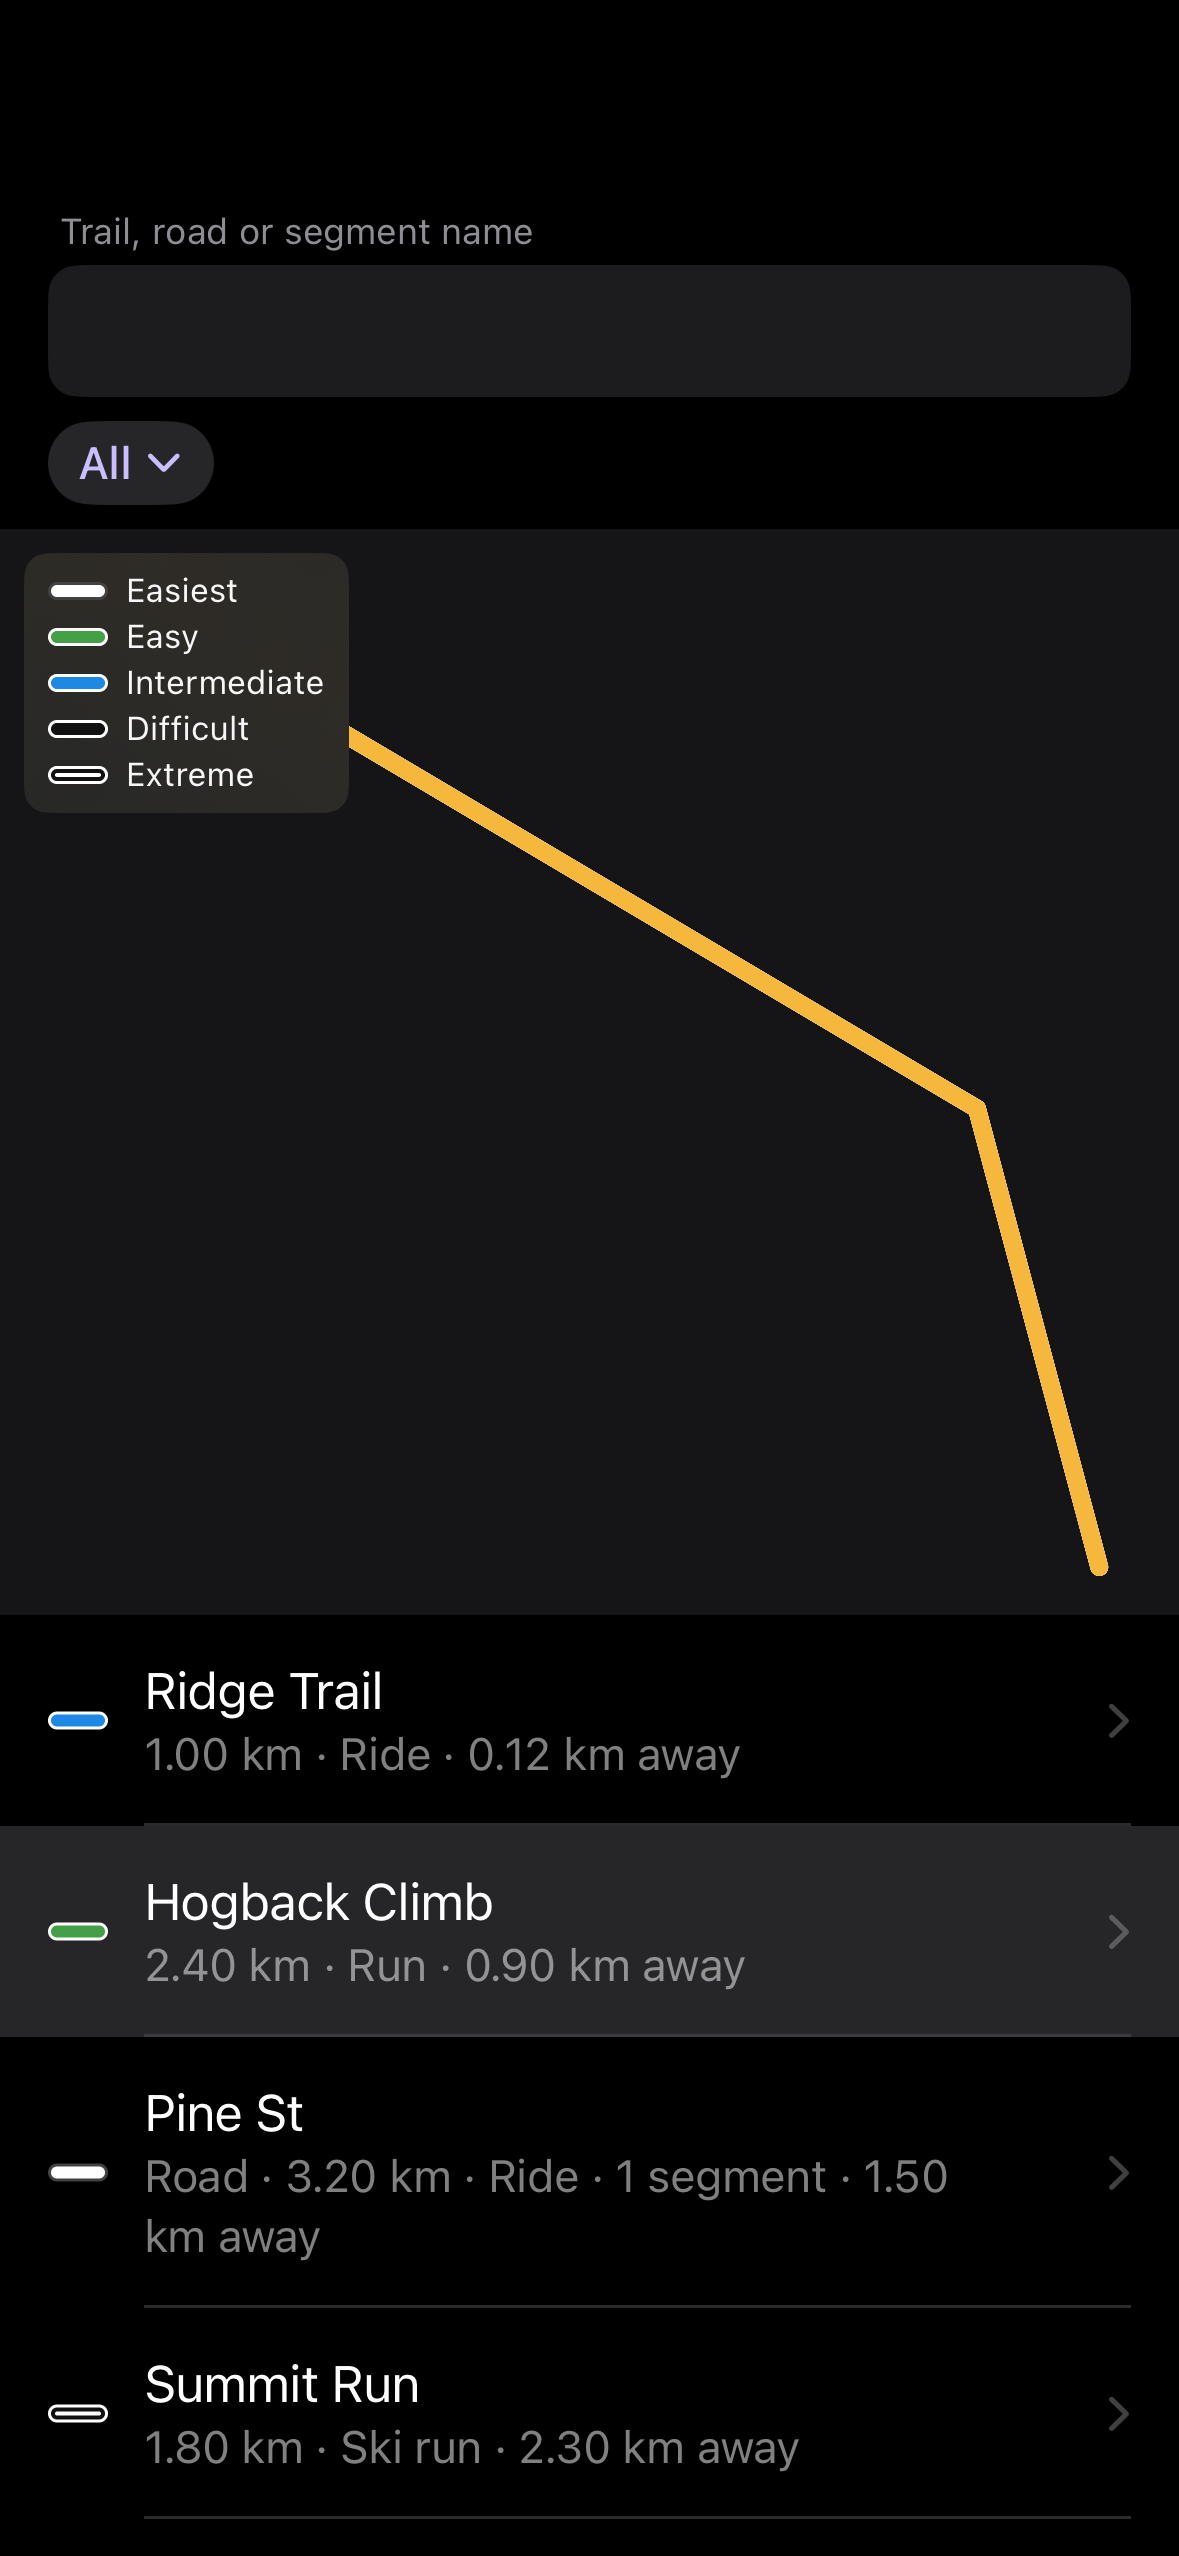 Trail, road or segment name
All
Easiest
Easy
Intermediate
Difficult
Extreme
Ridge Trail
1.00 km · Ride · 0.12 km away
Hogback Climb
2.40 km · Run · 0.90 km away
Pine St
Road · 3.20 km · Ride · 1 segment · 1.50
km away
Summit Run
1.80 km · Ski run · 2.30 km away